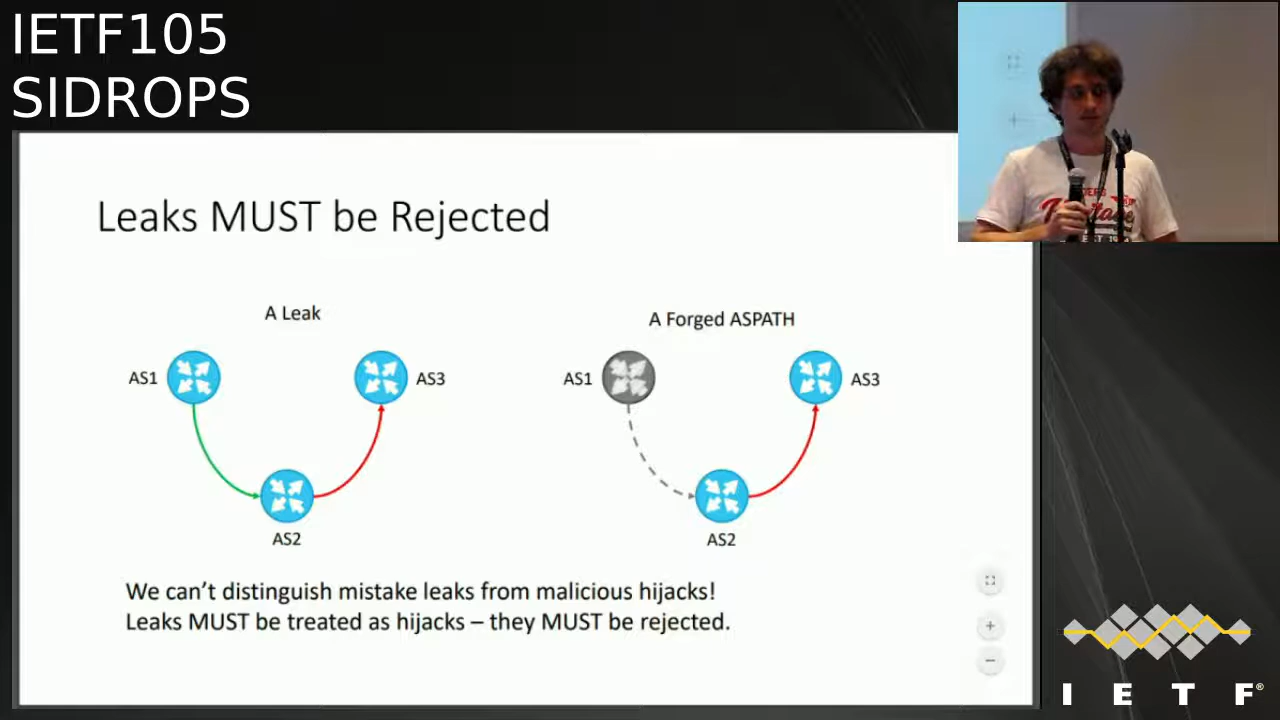 IETF105
SIDROPS
Leaks MUST be Rejected
A Leak
A Forged ASPATH
AS1
AS3
AS1
AS3
AS2
AS2
We can't distinguish mistake leaks from malicious hijacks!
Leaks MUST be treated as hijacks – they MUST be rejected.
I E T F®